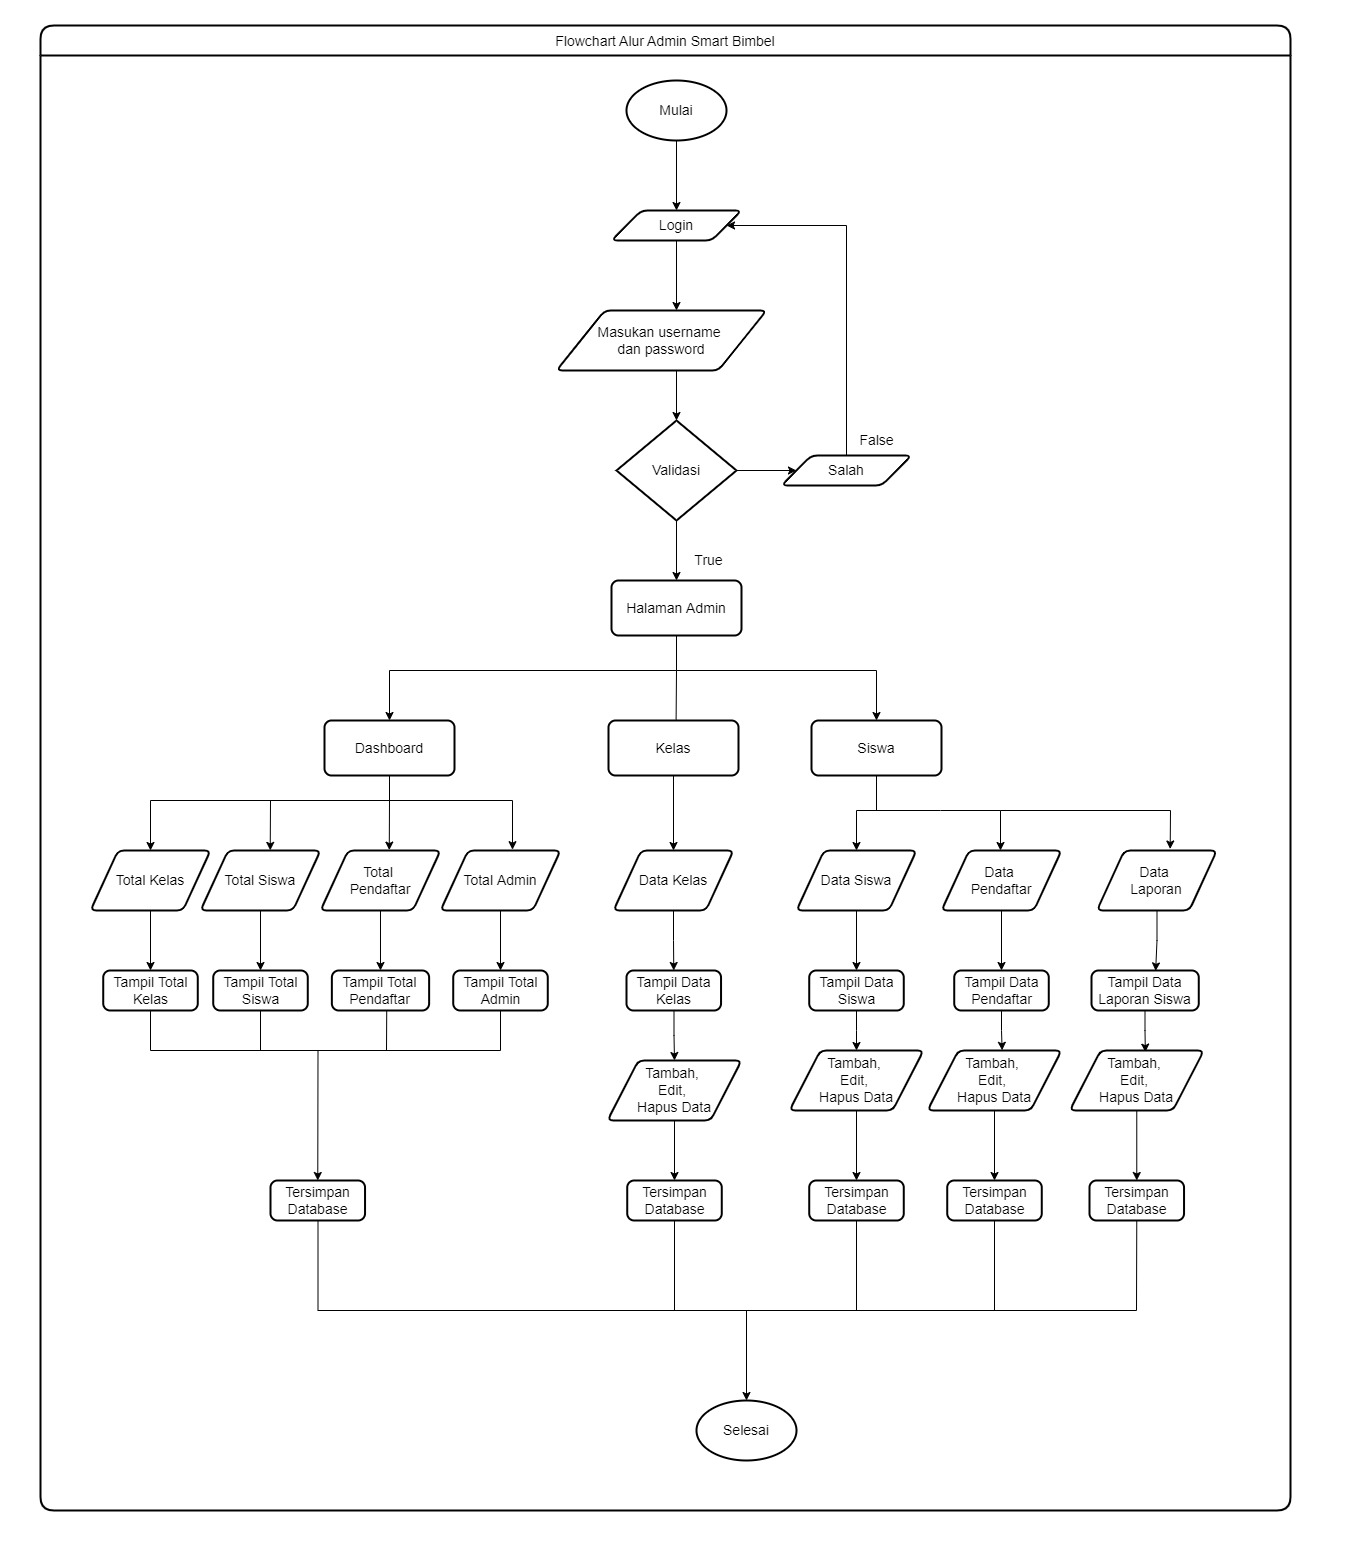 Flowchart Alur Admin Smart Bimbel
Mulai
Login
Masukan username
dan password
False
Validasi
Salah
True
Halaman Admin
Dashboard
Kelas
Siswa
Total Kelas
Total Siswa
Total
Pendaftar
Total Admin
Data Kelas
Data Siswa
Data
Pendaftar
Data
Laporan
Tampil Total
Kelas
Tampil Total
Siswa
Tampil Total
Pendaftar
Tampil Total
Admin
Tampil Data
Kelas
Tampil Data
Siswa
Tampil Data
Pendaftar
Tampil Data
Laporan Siswa
Tambah,
Edit,
Hapus Data
Tambah,
Edit,
Hapus Data
Tambah,
Edit,
Hapus Data
Tambah,
Edit,
Hapus Data
Tersimpan
Database
Tersimpan
Database
Tersimpan
Database
Tersimpan
Database
Tersimpan
Database
Selesai